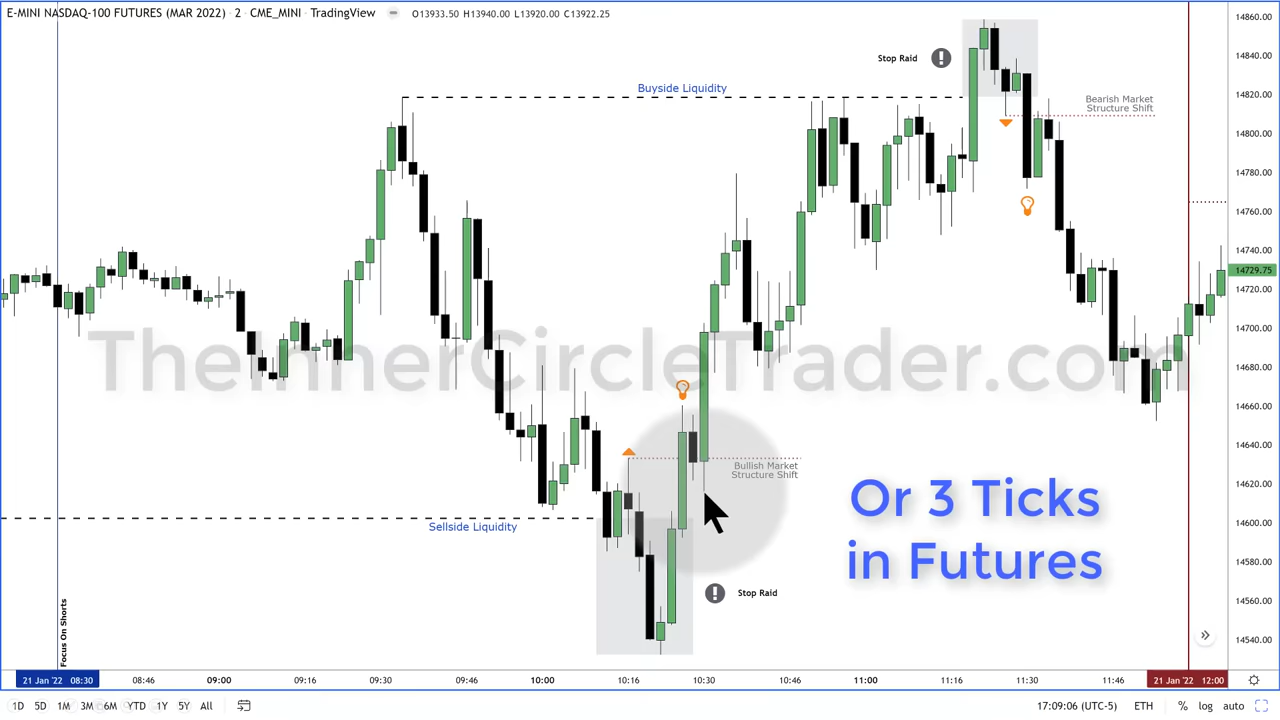 E-MINI NASDAQ-100 FUTURES (MAR 2022) · 2 · CME_MINI · TradingView
O13933.50 H13940.00 L13920.00 C13922.25
14860.00
Stop Raid
14840.00
Buyside Liquidity
14820.00
Bearish Market
Structure Shift
14800.00
14780.00
14760.00
14740.00
14729.75
14720.00
14700.00
TheInnerCircleTrader.com
14680.00
14660.00
14640.00
Bullish Market
Structure Shift
14620.00
Or 3 Ticks
in Futures
14600.00
Sellside Liquidity
14580.00
Stop Raid
14560.00
14540.00
Focus On Shorts
21 Jan '22 08:30
08:46
09:00
09:16
09:30
09:46
10:00
10:16
10:30
10:46
11:00
11:16
11:30
11:46
21 Jan '22 12:00
1D 5D 1M 3M 6M YTD 1Y 5Y All
17:09:06 (UTC-5) ETH % log auto